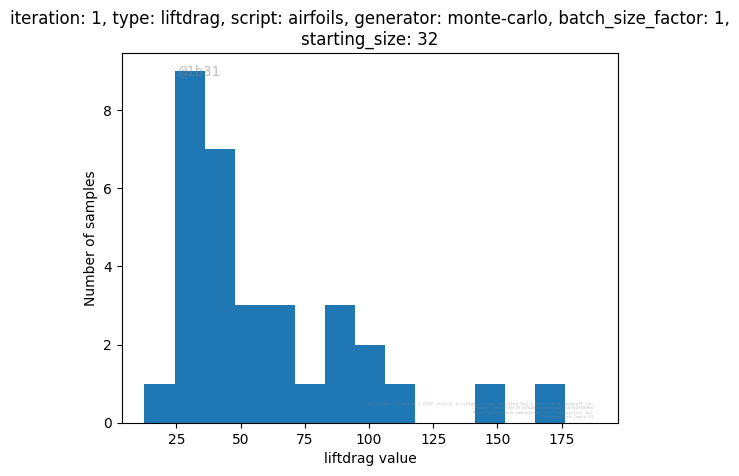 iteration: 1, type: liftdrag, script: airfoils, generator: monte-carlo, batch_size_factor: 1,
starting_size: 32
@1b31
8
6
4
2
0
Number of samples
25 50 75 100 125 150 175
liftdrag value